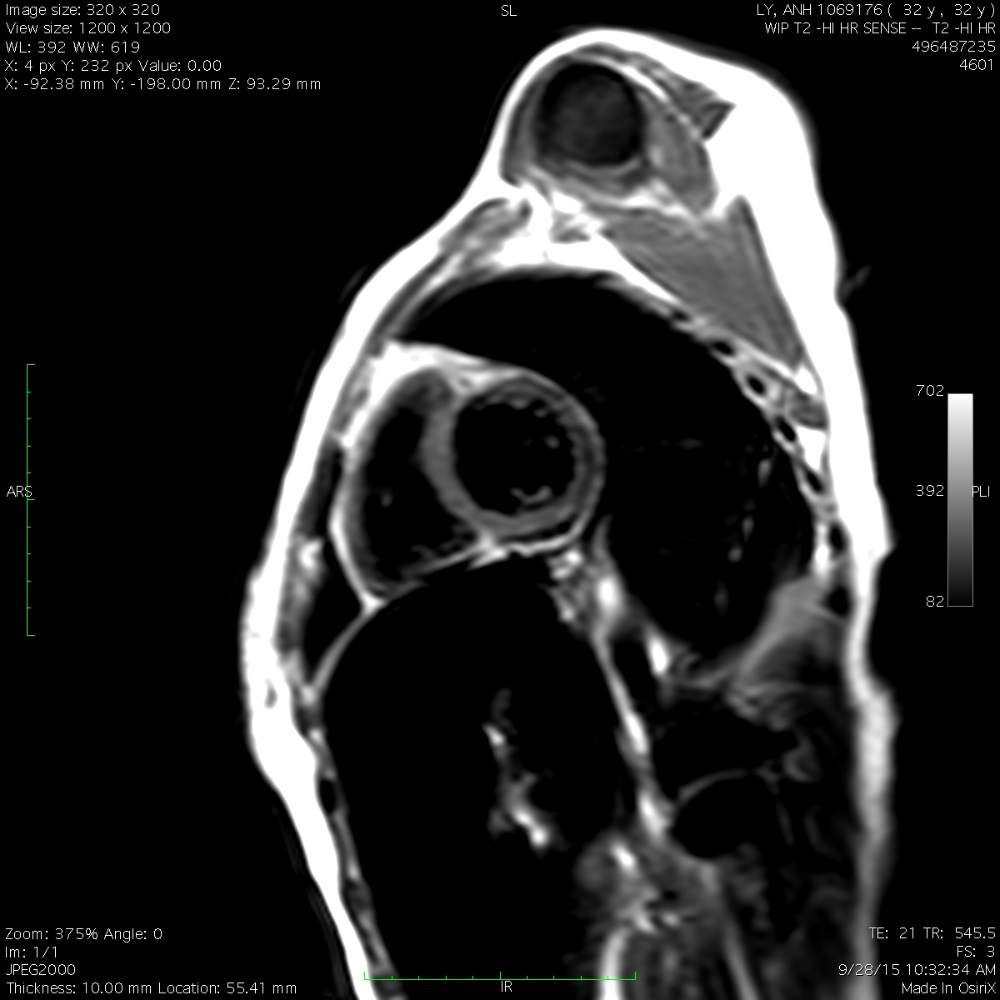 Image size: 320 x 320
View size: 1200 x 1200
WL: 392 WW: 619
X: 4 px Y: 232 px Value: 0.00
X: -92.38 mm Y: -198.00 mm Z: 93.29 mm
SL
LY, ANH 1069176 ( 32 y , 32 y )
WIP T2 -HI HR SENSE -- T2 -HI HR
496487235
4601
702
392
82
ARS
PLI
Zoom: 375% Angle: 0
Im: 1/1
JPEG2000
Thickness: 10.00 mm Location: 55.41 mm
IR
TE: 21 TR: 545.5
FS: 3
9/28/15 10:32:34 AM
Made In OsiriX